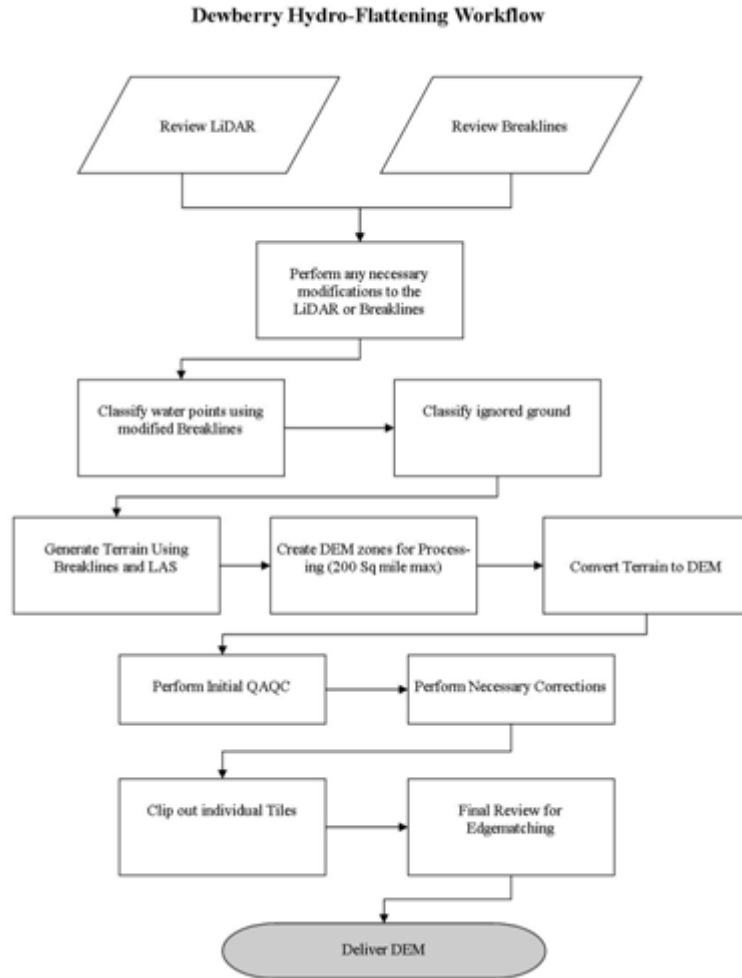 Dewberry Hydro-Flattening Workflow
Review LiDAR
Review Breaklines
Perform any necessary
modifications to the
LiDAR or Breaklines
Classify water points using
modified Breaklines
Classify ignored ground
Generate Terrain Using
Breaklines and LAS
Create DEM zones for Process-
ing (200 Sq mile max)
Convert Terrain to DEM
Perform Initial QAQC
Perform Necessary Corrections
Clip out individual Tiles
Final Review for
Edgematching
Deliver DEM